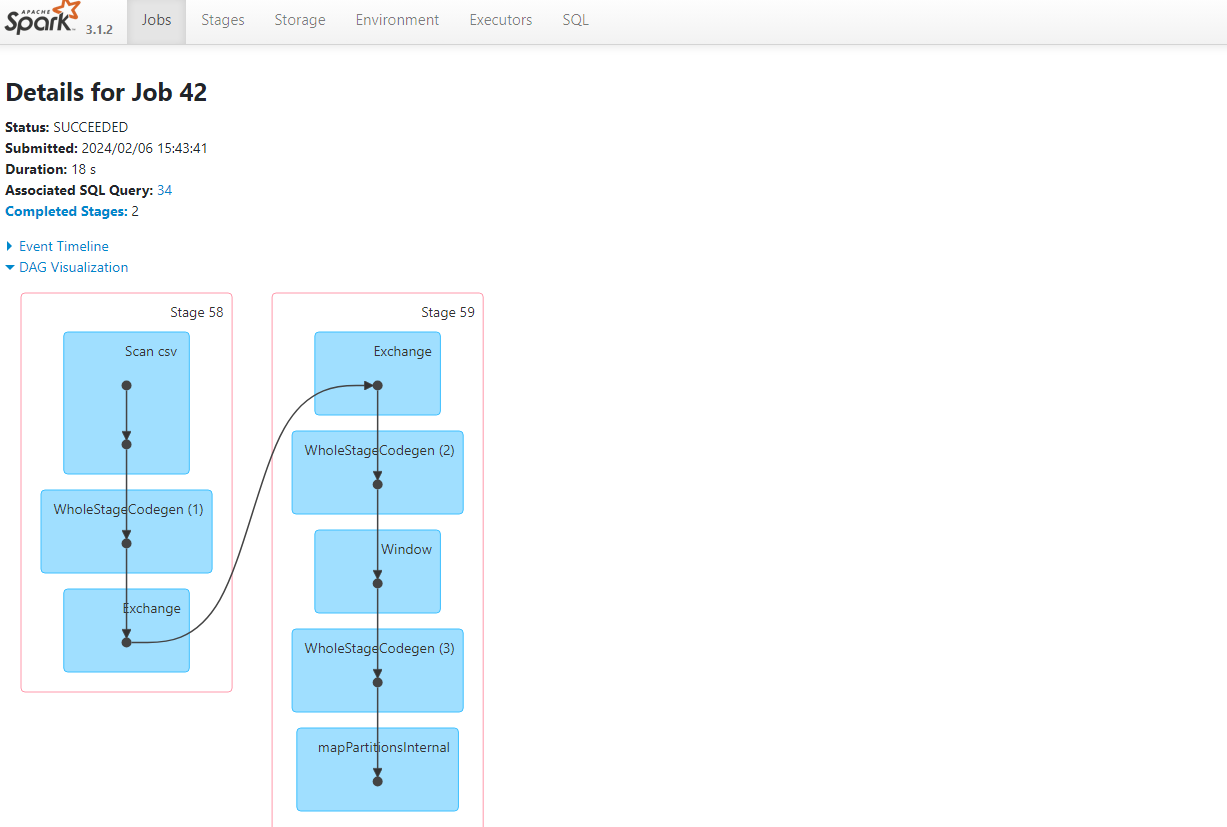 APACHE
Spark 3.1.2 Jobs Stages Storage Environment Executors SQL
Details for Job 42
Status: SUCCEEDED
Submitted: 2024/02/06 15:43:41
Duration: 18 s
Associated SQL Query: 34
Completed Stages: 2
Event Timeline
DAG Visualization
Stage 58
Scan csv
WholeStageCodegen (1)
Exchange
Stage 59
Exchange
WholeStageCodegen (2)
Window
WholeStageCodegen (3)
mapPartitionsInternal